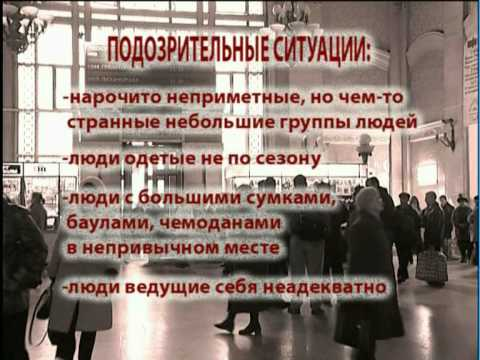 ПОДОЗРИТЕЛЬНЫЕ СИТУАЦИИ:
-нарочито неприметные, но чем-то
странные небольшие группы людей
-люди одетые не по сезону
-люди с большими сумками,
баулами, чемоданами
в непривычном месте
-люди ведущие себя неадекватно